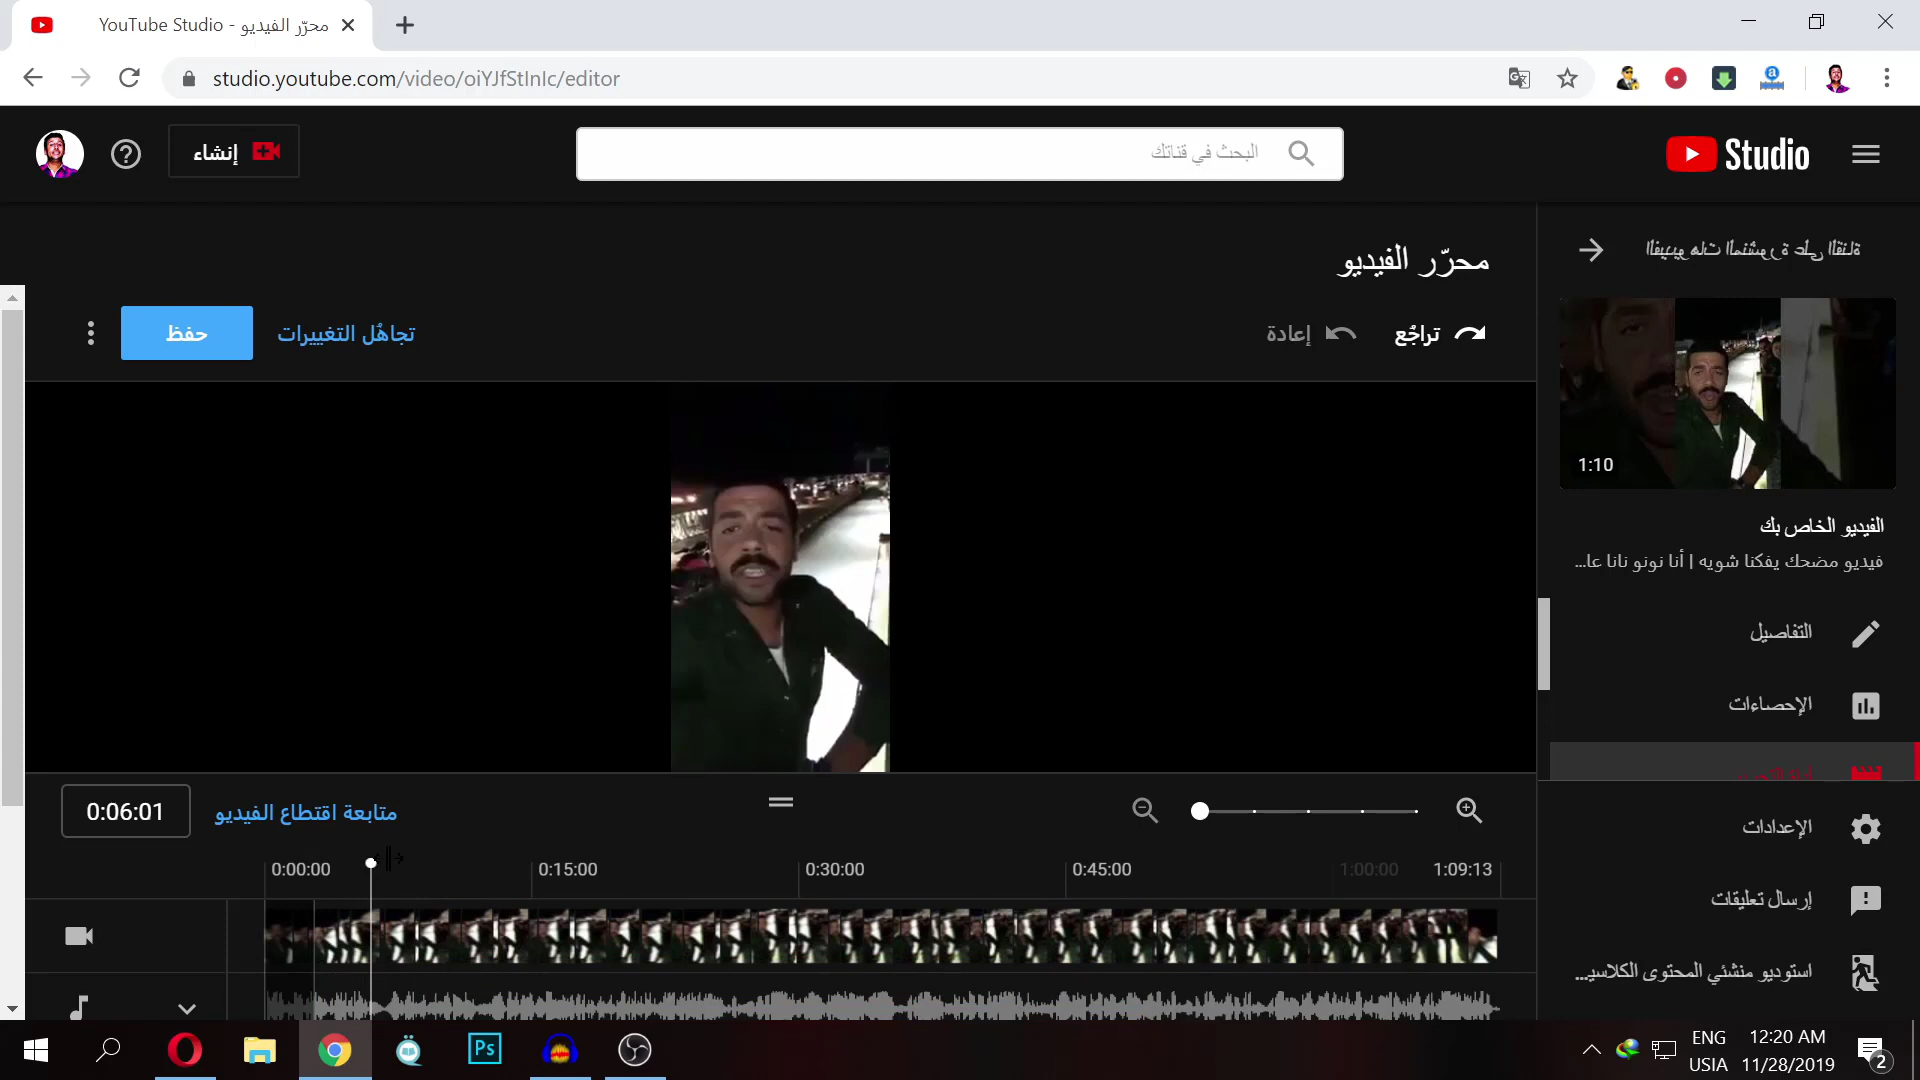 YouTube Studio - محرّر الفيديو
studio.youtube.com/video/oiYJfStlnlc/editor
Studio
البحث في قناتك
إنشاء
محرّر الفيديو
تراجُع
إعادة
تجاهُل التغييرات
حفظ
1:10
الفيديو الخاص بك
فيديو مضحك يفكنا شويه | أنا نونو نانا عا...
التفاصيل
الإحصاءات
الإعدادات
إرسال تعليقات
استوديو منشئي المحتوى الكلاسيـ...
0:06:01
متابعة اقتطاع الفيديو
0:00:00
0:15:00
0:30:00
0:45:00
1:00:00
1:09:13
Ps
ENG
USIA
12:20 AM
11/28/2019
2